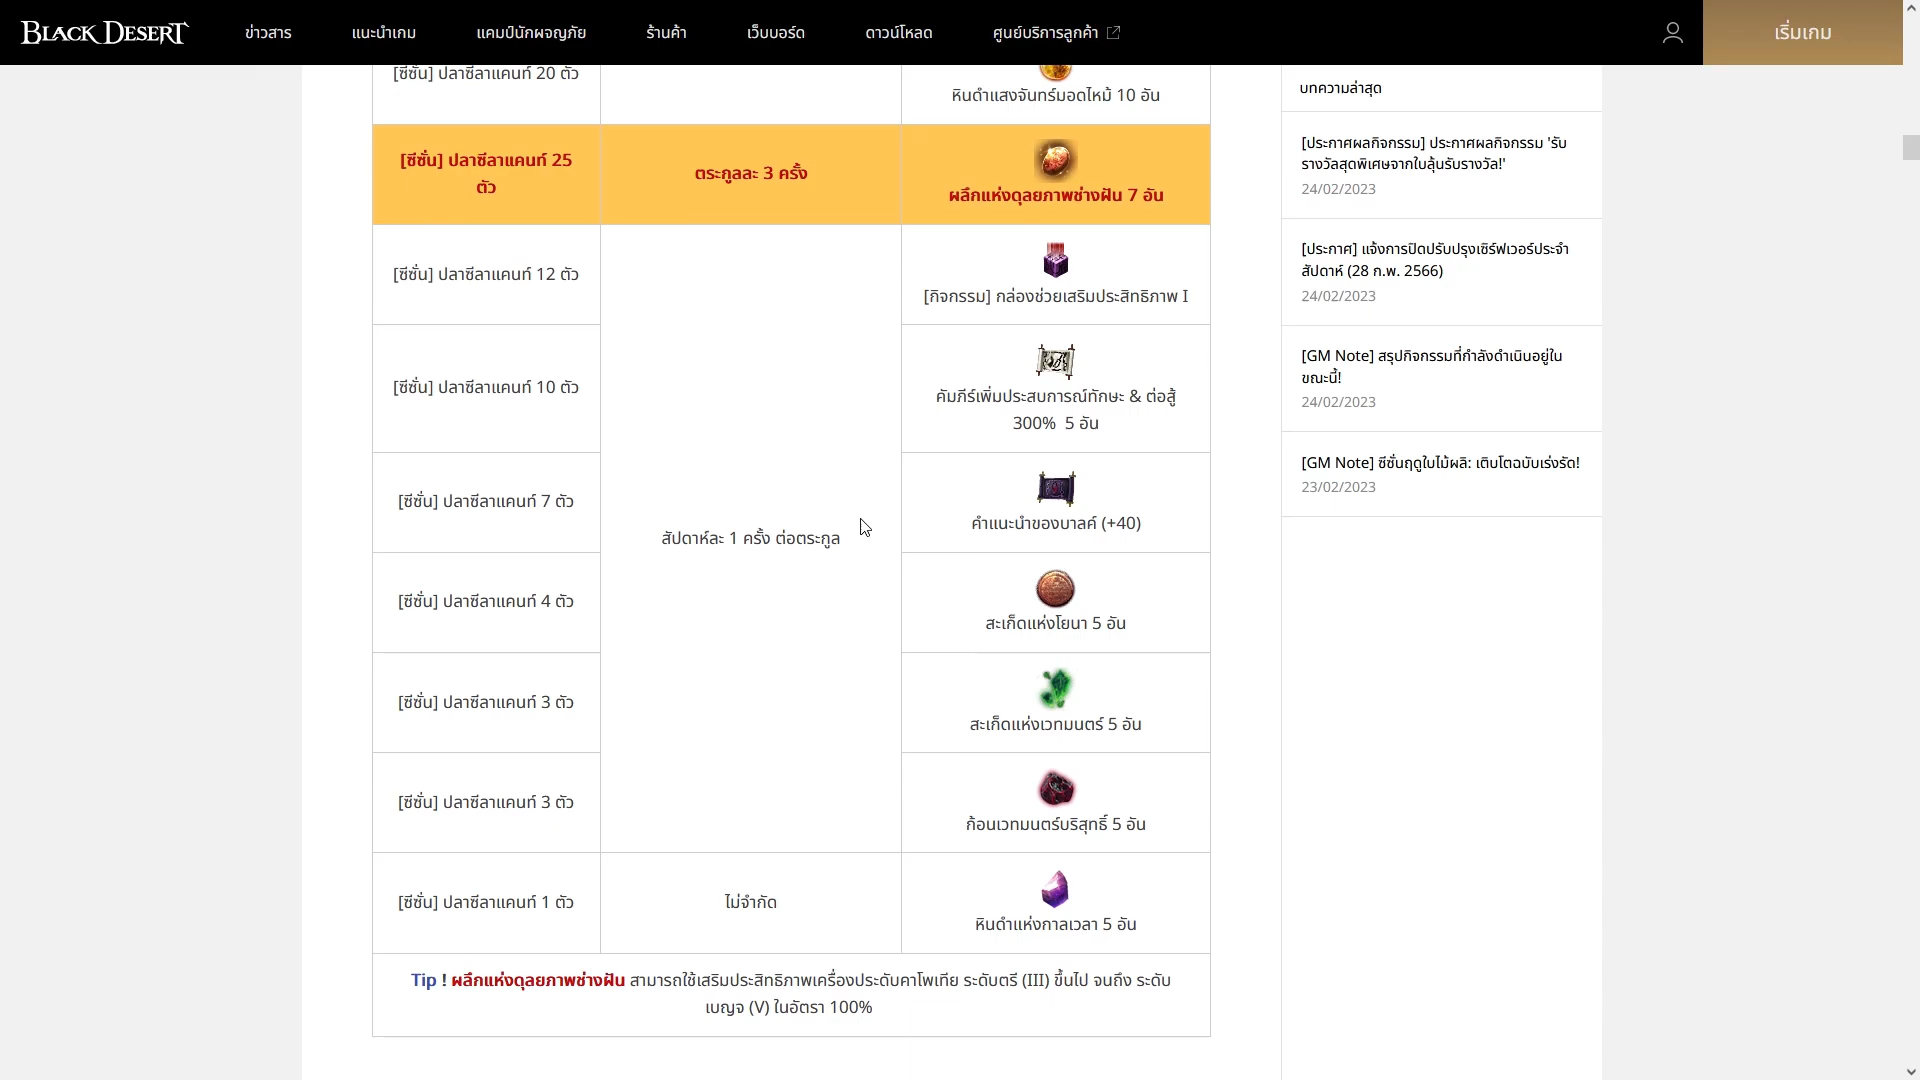 BLACK DESERT
ข่าวสาร
แนะนำเกม
แคมป์นักผจญภัย
ร้านค้า
เว็บบอร์ด
ดาวน์โหลด
ศูนย์บริการลูกค้า
เริ่มเกม
[ซีซั่น] ปลาซีลาแคนท์ 20 ตัว
หินดำแสงจันทร์มอดไหม้ 10 อัน
[ซีซั่น] ปลาซีลาแคนท์ 25
ตัว
ตระกูลละ 3 ครั้ง
ผลึกแห่งดุลยภาพช่างฝัน 7 อัน
[ซีซั่น] ปลาซีลาแคนท์ 12 ตัว
[กิจกรรม] กล่องช่วยเสริมประสิทธิภาพ I
[ซีซั่น] ปลาซีลาแคนท์ 10 ตัว
คัมภีร์เพิ่มประสบการณ์ทักษะ & ต่อสู้
300% 5 อัน
[ซีซั่น] ปลาซีลาแคนท์ 7 ตัว
คำแนะนำของบาลค์ (+40)
สัปดาห์ละ 1 ครั้ง ต่อตระกูล
[ซีซั่น] ปลาซีลาแคนท์ 4 ตัว
สะเก็ดแห่งโยนา 5 อัน
[ซีซั่น] ปลาซีลาแคนท์ 3 ตัว
สะเก็ดแห่งเวทมนตร์ 5 อัน
[ซีซั่น] ปลาซีลาแคนท์ 3 ตัว
ก้อนเวทมนตร์บริสุทธิ์ 5 อัน
[ซีซั่น] ปลาซีลาแคนท์ 1 ตัว
ไม่จำกัด
หินดำแห่งกาลเวลา 5 อัน
Tip ! ผลึกแห่งดุลยภาพช่างฝัน สามารถใช้เสริมประสิทธิภาพเครื่องประดับคาโพเทีย ระดับตรี (III) ขึ้นไป จนถึง ระดับ
เบญจ (V) ในอัตรา 100%
บทความล่าสุด
[ประกาศผลกิจกรรม] ประกาศผลกิจกรรม 'รับ
รางวัลสุดพิเศษจากใบลุ้นรับรางวัล!'
24/02/2023
[ประกาศ] แจ้งการปิดปรับปรุงเซิร์ฟเวอร์ประจำ
สัปดาห์ (28 ก.พ. 2566)
24/02/2023
[GM Note] สรุปกิจกรรมที่กำลังดำเนินอยู่ใน
ขณะนี้!
24/02/2023
[GM Note] ซีซั่นฤดูใบไม้ผลิ: เติบโตฉบับเร่งรัด!
23/02/2023